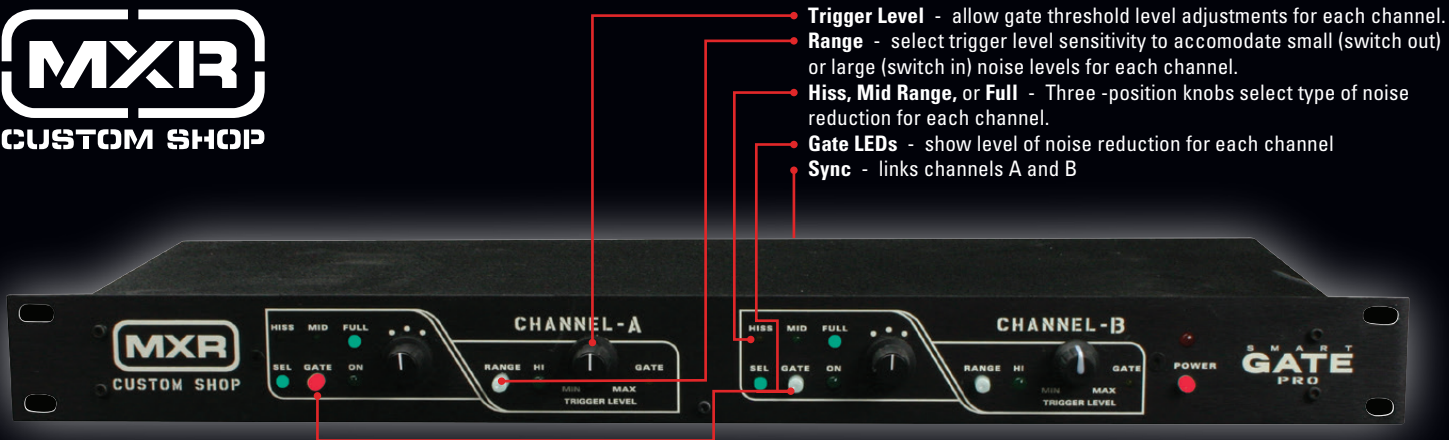 MXR
CUSTOM SHOP
Trigger Level - allow gate threshold level adjustments for each channel.
Range - select trigger level sensitivity to accomodate small (switch out)
or large (switch in) noise levels for each channel.
Hiss, Mid Range, or Full - Three -position knobs select type of noise
reduction for each channel.
Gate LEDs - show level of noise reduction for each channel
Sync - links channels A and B
MXR
CUSTOM SHOP
HISS MID FULL
SEL GATE ON
CHANNEL-A
RANGE HI GATE
MIN MAX
TRIGGER LEVEL
HISS MID FULL
SEL GATE ON
CHANNEL-B
RANGE HI GATE
MIN MAX
TRIGGER LEVEL
POWER
SMART
GATE
PRO